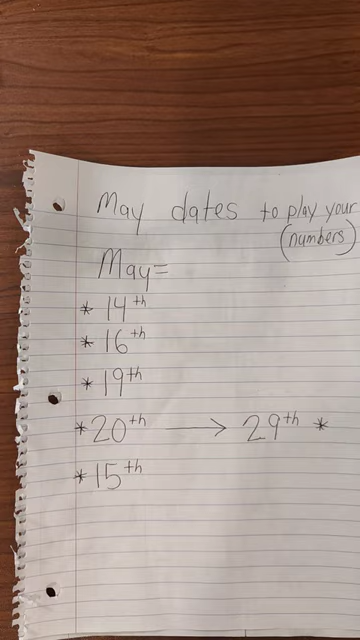 May dates to play your
(numbers)
May=
* 14th
* 16th
* 19th
* 20th → 29th *
* 15th